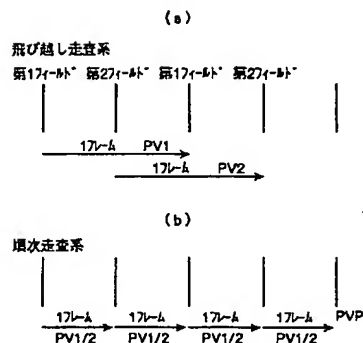 (a)
飛び越し走査系
第1フィールド 第2フィールド 第1フィールド 第2フィールド
1フレーム PV1
1フレーム PV2
(b)
順次走査系
1フレーム 1フレーム 1フレーム 1フレーム PVP
PV1/2 PV1/2 PV1/2 PV1/2